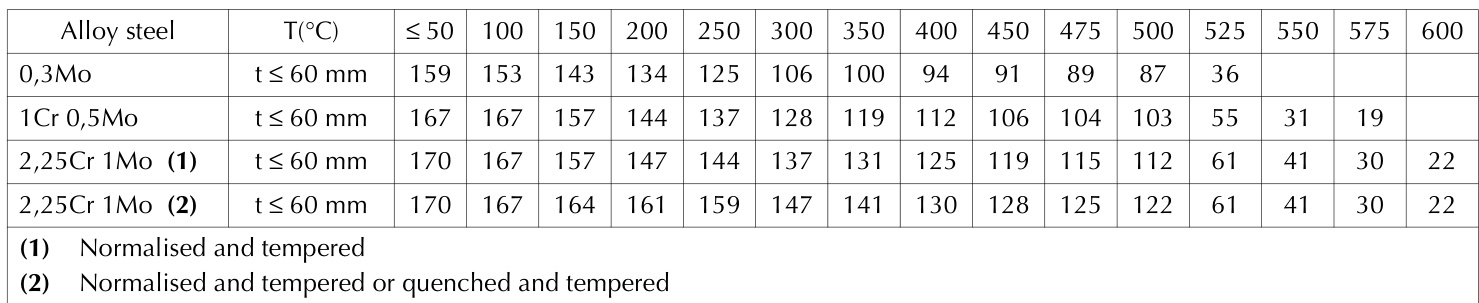 Alloy steel T(°C) ≤ 50 100 150 200 250 300 350 400 450 475 500 525 550 575 600
0,3Mo t ≤ 60 mm 159 153 143 134 125 106 100 94 91 89 87 36
1Cr 0,5Mo t ≤ 60 mm 167 167 157 144 137 128 119 112 106 104 103 55 31 19
2,25Cr 1Mo (1) t ≤ 60 mm 170 167 157 147 144 137 131 125 119 115 112 61 41 30 22
2,25Cr 1Mo (2) t ≤ 60 mm 170 167 164 161 159 147 141 130 128 125 122 61 41 30 22
(1) Normalised and tempered
(2) Normalised and tempered or quenched and tempered